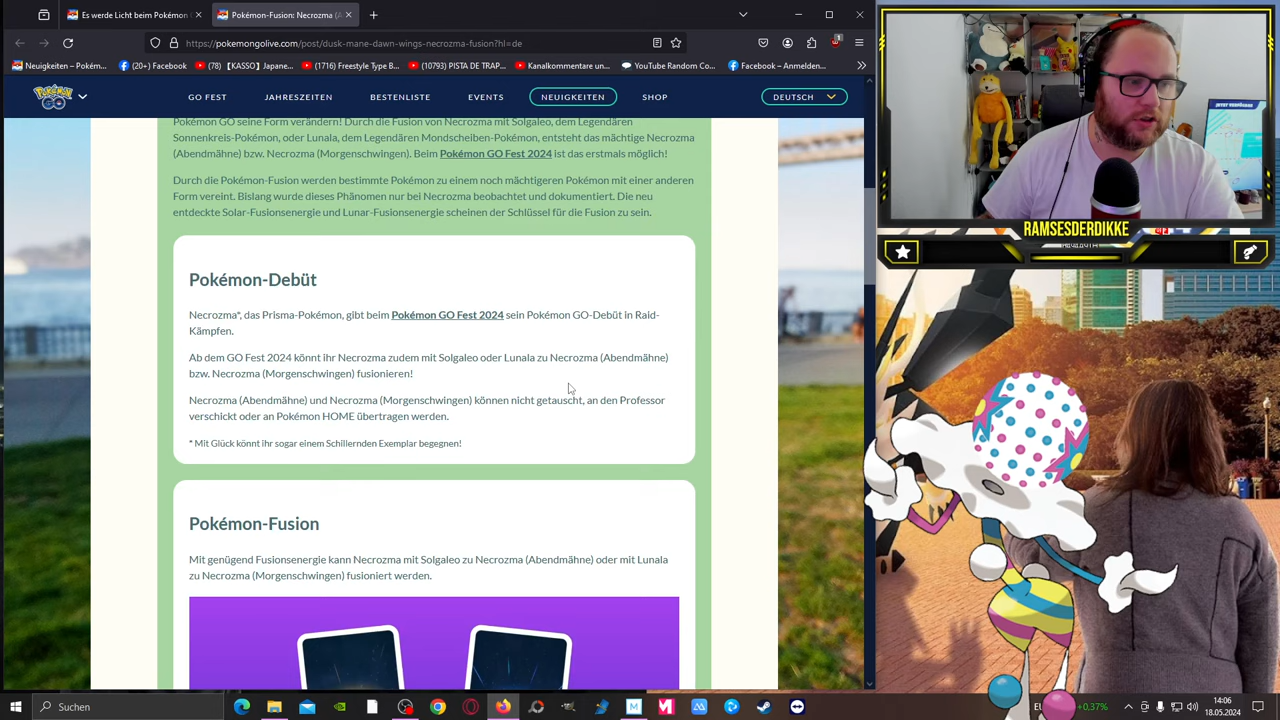 Es werde Licht beim Pokémon
Pokémon-Fusion: Necrozma (A
https://pokemongolive.com/post/dusk-mane-dawn-wings-necrozma-fusion?hl=de
1
Neuigkeiten – Pokém…
(20+) Facebook
(78) 【KASSO】Japane…
(1716) Freestyle Type B…
(10793) PISTA DE TRAP…
Kanalkommentare un…
YouTube Random Co…
Facebook – Anmelden…
GO FEST
JAHRESZEITEN
BESTENLISTE
EVENTS
NEUIGKEITEN
SHOP
DEUTSCH
Pokémon GO seine Form verändern! Durch die Fusion von Necrozma mit Solgaleo, dem Legendären
Sonnenkreis-Pokémon, oder Lunala, dem Legendären Mondscheiben-Pokémon, entsteht das mächtige Necrozma
(Abendmähne) bzw. Necrozma (Morgenschwingen). Beim Pokémon GO Fest 2024 ist das erstmals möglich!
Durch die Pokémon-Fusion werden bestimmte Pokémon zu einem noch mächtigeren Pokémon mit einer anderen
Form vereint. Bislang wurde dieses Phänomen nur bei Necrozma beobachtet und dokumentiert. Die neu
entdeckte Solar-Fusionsenergie und Lunar-Fusionsenergie scheinen der Schlüssel für die Fusion zu sein.
Pokémon-Debüt
Necrozma*, das Prisma-Pokémon, gibt beim Pokémon GO Fest 2024 sein Pokémon GO-Debüt in Raid-
Kämpfen.
Ab dem GO Fest 2024 könnt ihr Necrozma zudem mit Solgaleo oder Lunala zu Necrozma (Abendmähne)
bzw. Necrozma (Morgenschwingen) fusionieren!
Necrozma (Abendmähne) und Necrozma (Morgenschwingen) können nicht getauscht, an den Professor
verschickt oder an Pokémon HOME übertragen werden.
* Mit Glück könnt ihr sogar einem Schillernden Exemplar begegnen!
Pokémon-Fusion
Mit genügend Fusionsenergie kann Necrozma mit Solgaleo zu Necrozma (Abendmähne) oder mit Lunala
zu Necrozma (Morgenschwingen) fusioniert werden.
JETZT VERFÜGBAR
RAMSESDERDIKKE
Suchen
+0,37%
14:06
18.05.2024